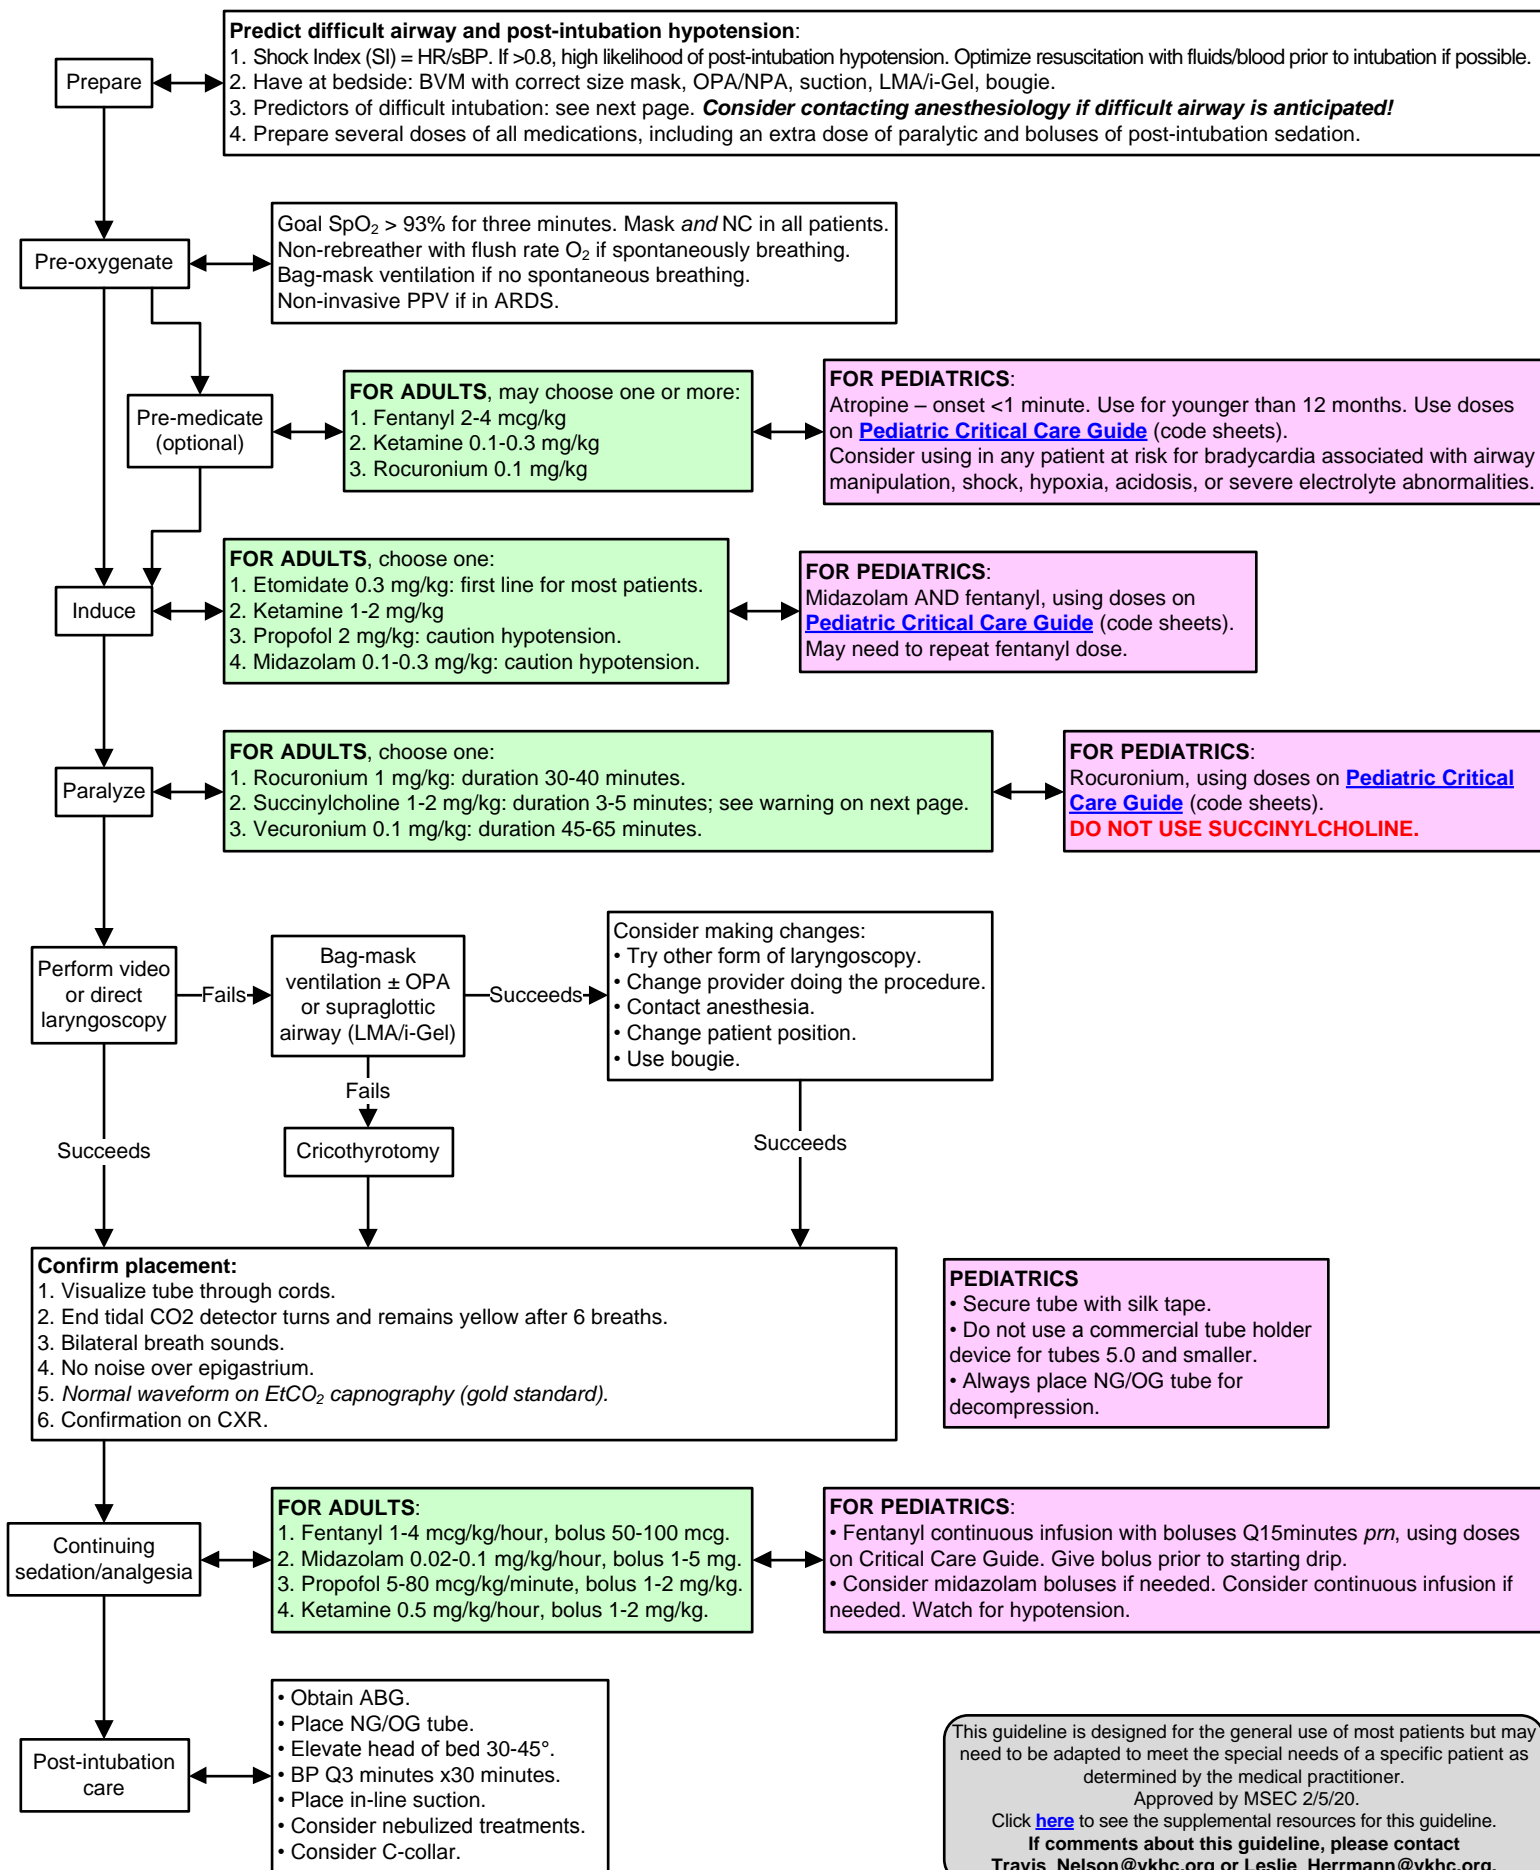 Predict difficult airway and post-intubation hypotension:
1. Shock Index (SI) = HR/sBP. If >0.8, high likelihood of post-intubation hypotension. Optimize resuscitation with fluids/blood prior to intubation if possible.
2. Have at bedside: BVM with correct size mask, OPA/NPA, suction, LMA/i-Gel, bougie.
3. Predictors of difficult intubation: see next page. Consider contacting anesthesiology if difficult airway is anticipated!
4. Prepare several doses of all medications, including an extra dose of paralytic and boluses of post-intubation sedation.
Prepare
Goal SpO2 > 93% for three minutes. Mask and NC in all patients.
Non-rebreather with flush rate O2 if spontaneously breathing.
Bag-mask ventilation if no spontaneous breathing.
Non-invasive PPV if in ARDS.
Pre-oxygenate
Pre-medicate
(optional)
FOR ADULTS, may choose one or more:
1. Fentanyl 2-4 mcg/kg
2. Ketamine 0.1-0.3 mg/kg
3. Rocuronium 0.1 mg/kg
FOR PEDIATRICS:
Atropine – onset <1 minute. Use for younger than 12 months. Use doses
on Pediatric Critical Care Guide (code sheets).
Consider using in any patient at risk for bradycardia associated with airway
manipulation, shock, hypoxia, acidosis, or severe electrolyte abnormalities.
Induce
FOR ADULTS, choose one:
1. Etomidate 0.3 mg/kg: first line for most patients.
2. Ketamine 1-2 mg/kg
3. Propofol 2 mg/kg: caution hypotension.
4. Midazolam 0.1-0.3 mg/kg: caution hypotension.
FOR PEDIATRICS:
Midazolam AND fentanyl, using doses on
Pediatric Critical Care Guide (code sheets).
May need to repeat fentanyl dose.
Paralyze
FOR ADULTS, choose one:
1. Rocuronium 1 mg/kg: duration 30-40 minutes.
2. Succinylcholine 1-2 mg/kg: duration 3-5 minutes; see warning on next page.
3. Vecuronium 0.1 mg/kg: duration 45-65 minutes.
FOR PEDIATRICS:
Rocuronium, using doses on Pediatric Critical
Care Guide (code sheets).
DO NOT USE SUCCINYLCHOLINE.
Perform video
or direct
laryngoscopy
Fails
Bag-mask
ventilation ± OPA
or supraglottic
airway (LMA/i-Gel)
Succeeds
Consider making changes:
• Try other form of laryngoscopy.
• Change provider doing the procedure.
• Contact anesthesia.
• Change patient position.
• Use bougie.
Fails
Succeeds
Cricothyrotomy
Succeeds
Confirm placement:
1. Visualize tube through cords.
2. End tidal CO2 detector turns and remains yellow after 6 breaths.
3. Bilateral breath sounds.
4. No noise over epigastrium.
5. Normal waveform on EtCO2 capnography (gold standard).
6. Confirmation on CXR.
PEDIATRICS
• Secure tube with silk tape.
• Do not use a commercial tube holder
device for tubes 5.0 and smaller.
• Always place NG/OG tube for
decompression.
Continuing
sedation/analgesia
FOR ADULTS:
1. Fentanyl 1-4 mcg/kg/hour, bolus 50-100 mcg.
2. Midazolam 0.02-0.1 mg/kg/hour, bolus 1-5 mg.
3. Propofol 5-80 mcg/kg/minute, bolus 1-2 mg/kg.
4. Ketamine 0.5 mg/kg/hour, bolus 1-2 mg/kg.
FOR PEDIATRICS:
• Fentanyl continuous infusion with boluses Q15minutes prn, using doses
on Critical Care Guide. Give bolus prior to starting drip.
• Consider midazolam boluses if needed. Consider continuous infusion if
needed. Watch for hypotension.
Post-intubation
care
• Obtain ABG.
• Place NG/OG tube.
• Elevate head of bed 30-45°.
• BP Q3 minutes x30 minutes.
• Place in-line suction.
• Consider nebulized treatments.
• Consider C-collar.
This guideline is designed for the general use of most patients but may
need to be adapted to meet the special needs of a specific patient as
determined by the medical practitioner.
Approved by MSEC 2/5/20.
Click here to see the supplemental resources for this guideline.
If comments about this guideline, please contact
Travis_Nelson@ykhc.org or Leslie_Herrmann@ykhc.org.